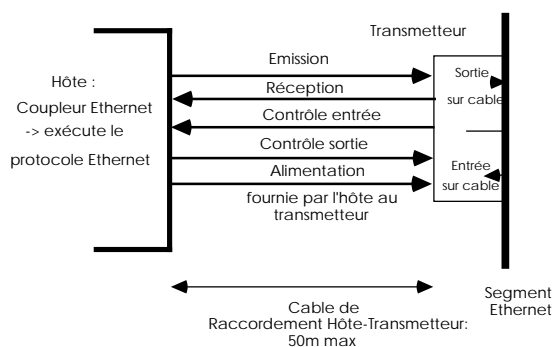 Transmetteur
Hôte :
Coupleur Ethernet
-> exécute le
protocole Ethernet
Emission
Réception
Contrôle entrée
Contrôle sortie
Alimentation
fournie par l'hôte au
transmetteur
Sortie
sur cable
Entrée
sur cable
Cable de
Raccordement Hôte-Transmetteur:
50m max
Segment
Ethernet